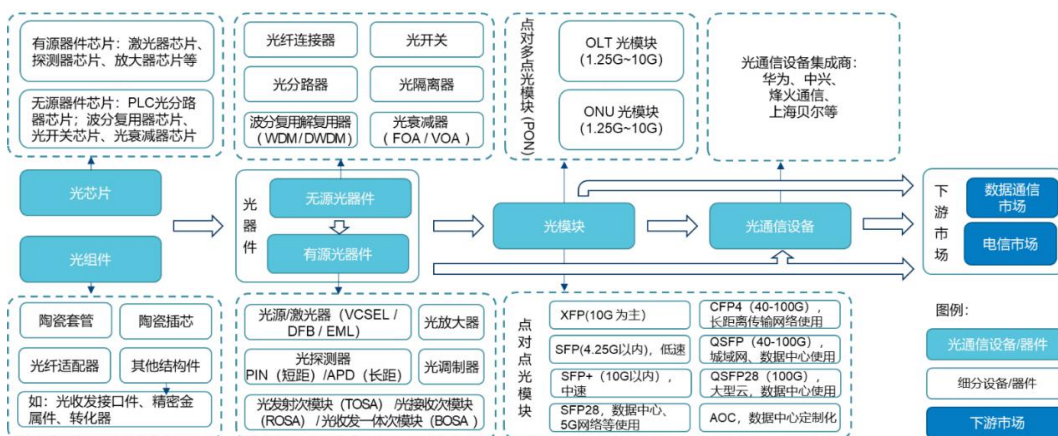 有源器件芯片：激光器芯片、
探测器芯片、放大器芯片等
无源器件芯片：PLC光分路
器芯片；波分复用器芯片、
光开关芯片、光衰减器芯片
光芯片
光组件
陶瓷套管
陶瓷插芯
光纤适配器
其他结构件
如：光收发接口件、精密金
属件、转化器
光纤连接器
光开关
光分路器
光隔离器
波分复用解复用器
（WDM/DWDM）
光衰减器
（FOA / VOA）
光器件
无源光器件
有源光器件
光源/激光器（VCSEL /
DFB / EML）
光放大器
光探测器
PIN（短距）/APD（长距）
光调制器
光发射次模块（TOSA）/光接收次模块
（ROSA）/光收发一体次模块（BOSA）
点对多点光模块(PON)
OLT 光模块
(1.25G~10G)
ONU 光模块
(1.25G~10G)
光模块
点对点光模块
XFP(10G 为主)
CFP4（40-100G），
长距离传输网络使用
SFP(4.25G以内)，低速
QSFP（40-100G），
城域网、数据中心使用
SFP+（10G以内），
中速
QSFP28（100G），
大型云，数据中心使用
SFP28，数据中心、
5G网络等使用
AOC，数据中心定制化
光通信设备集成商：
华为、中兴、
烽火通信、
上海贝尔等
光通信设备
下游市场
数据通信
市场
电信市场
图例：
光通信设备/器件
细分设备/器件
下游市场